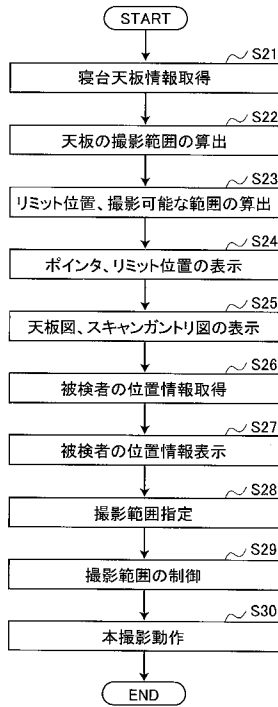 START
S21
寝台天板情報取得
S22
天板の撮影範囲の算出
S23
リミット位置、撮影可能な範囲の算出
S24
ポインタ、リミット位置の表示
S25
天板図、スキャンガントリ図の表示
S26
被検者の位置情報取得
S27
被検者の位置情報表示
S28
撮影範囲指定
S29
撮影範囲の制御
S30
本撮影動作
END